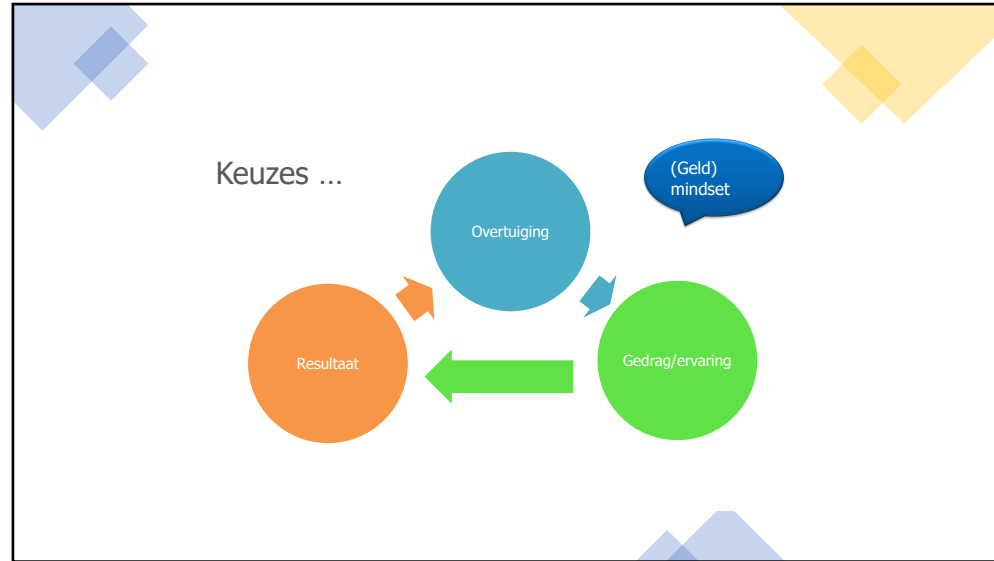 Keuzes ...
(Geld)
mindset
Overtuiging
Resultaat
Gedrag/ervaring